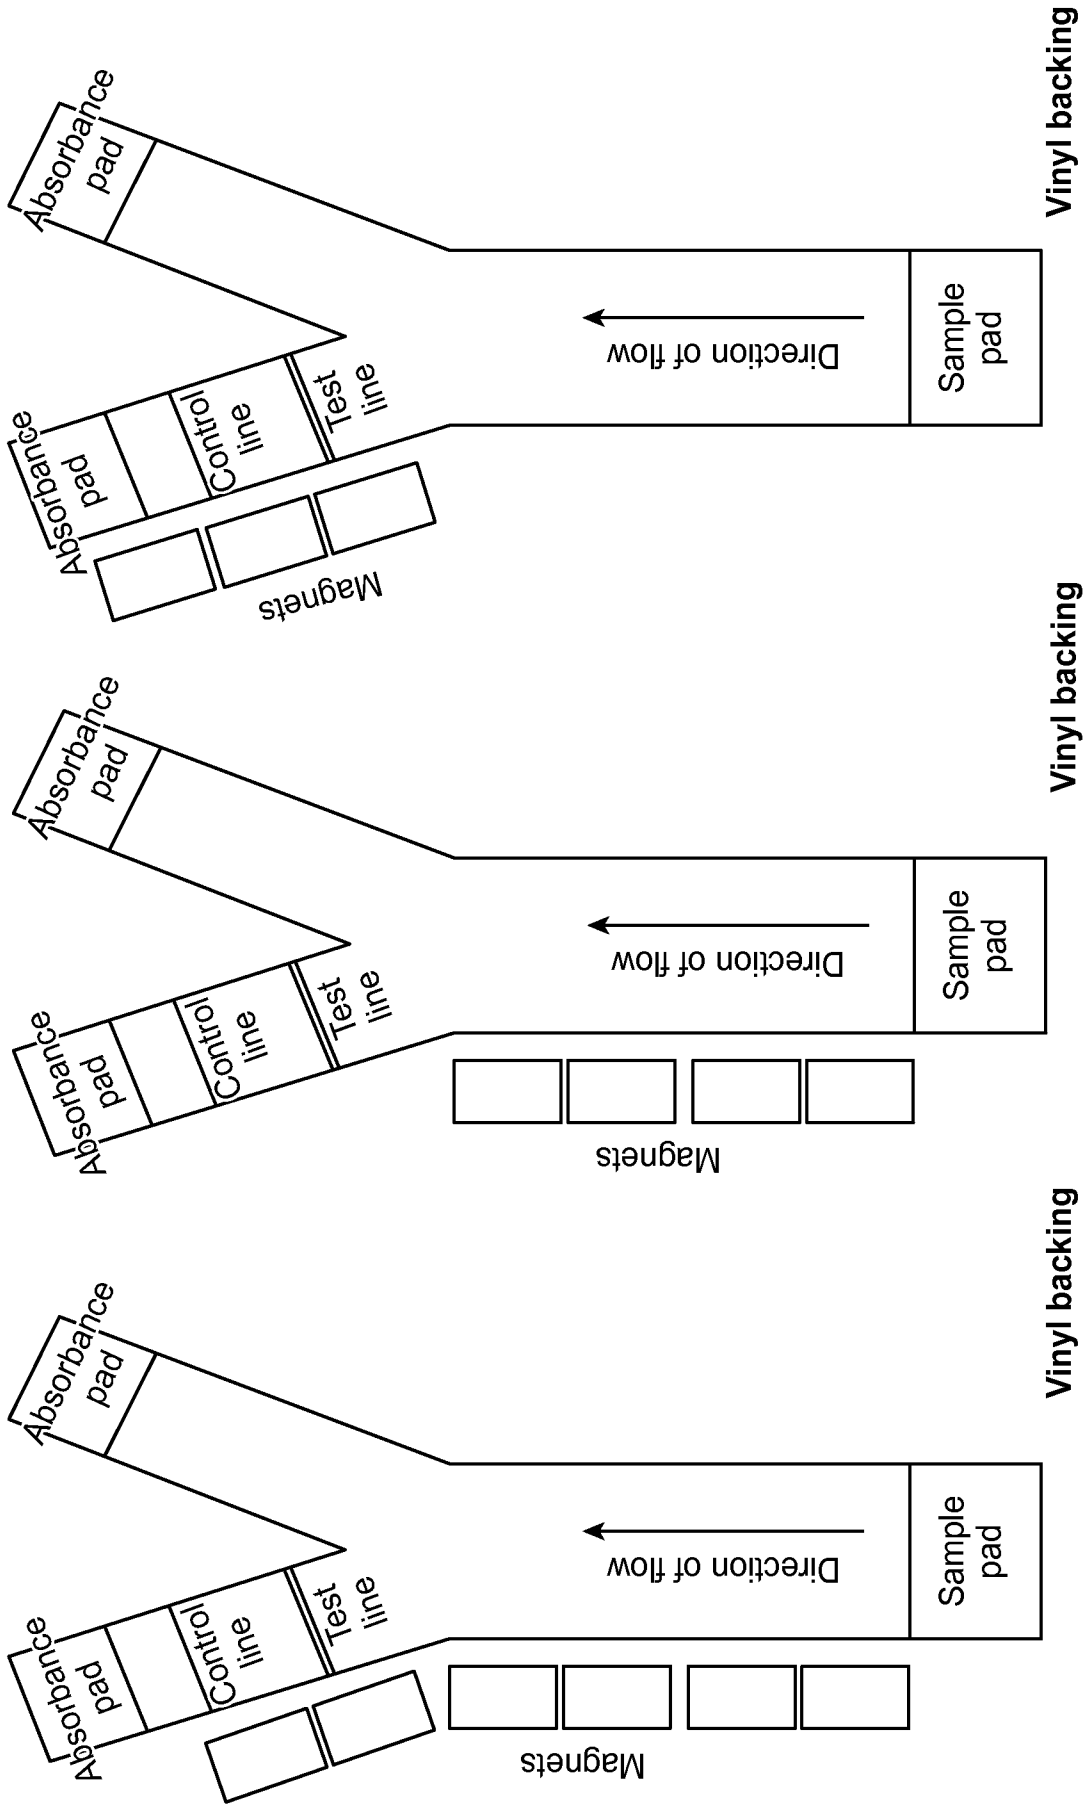 Absorbance
pad
Absorbance
pad
Control
line
Test
line
Magnets
Direction of flow
Sample
pad
Vinyl backing
Absorbance
pad
Absorbance
pad
Control
line
Test
line
Magnets
Direction of flow
Sample
pad
Vinyl backing
Absorbance
pad
Absorbance
pad
Control
line
Test
line
Magnets
Direction of flow
Sample
pad
Vinyl backing